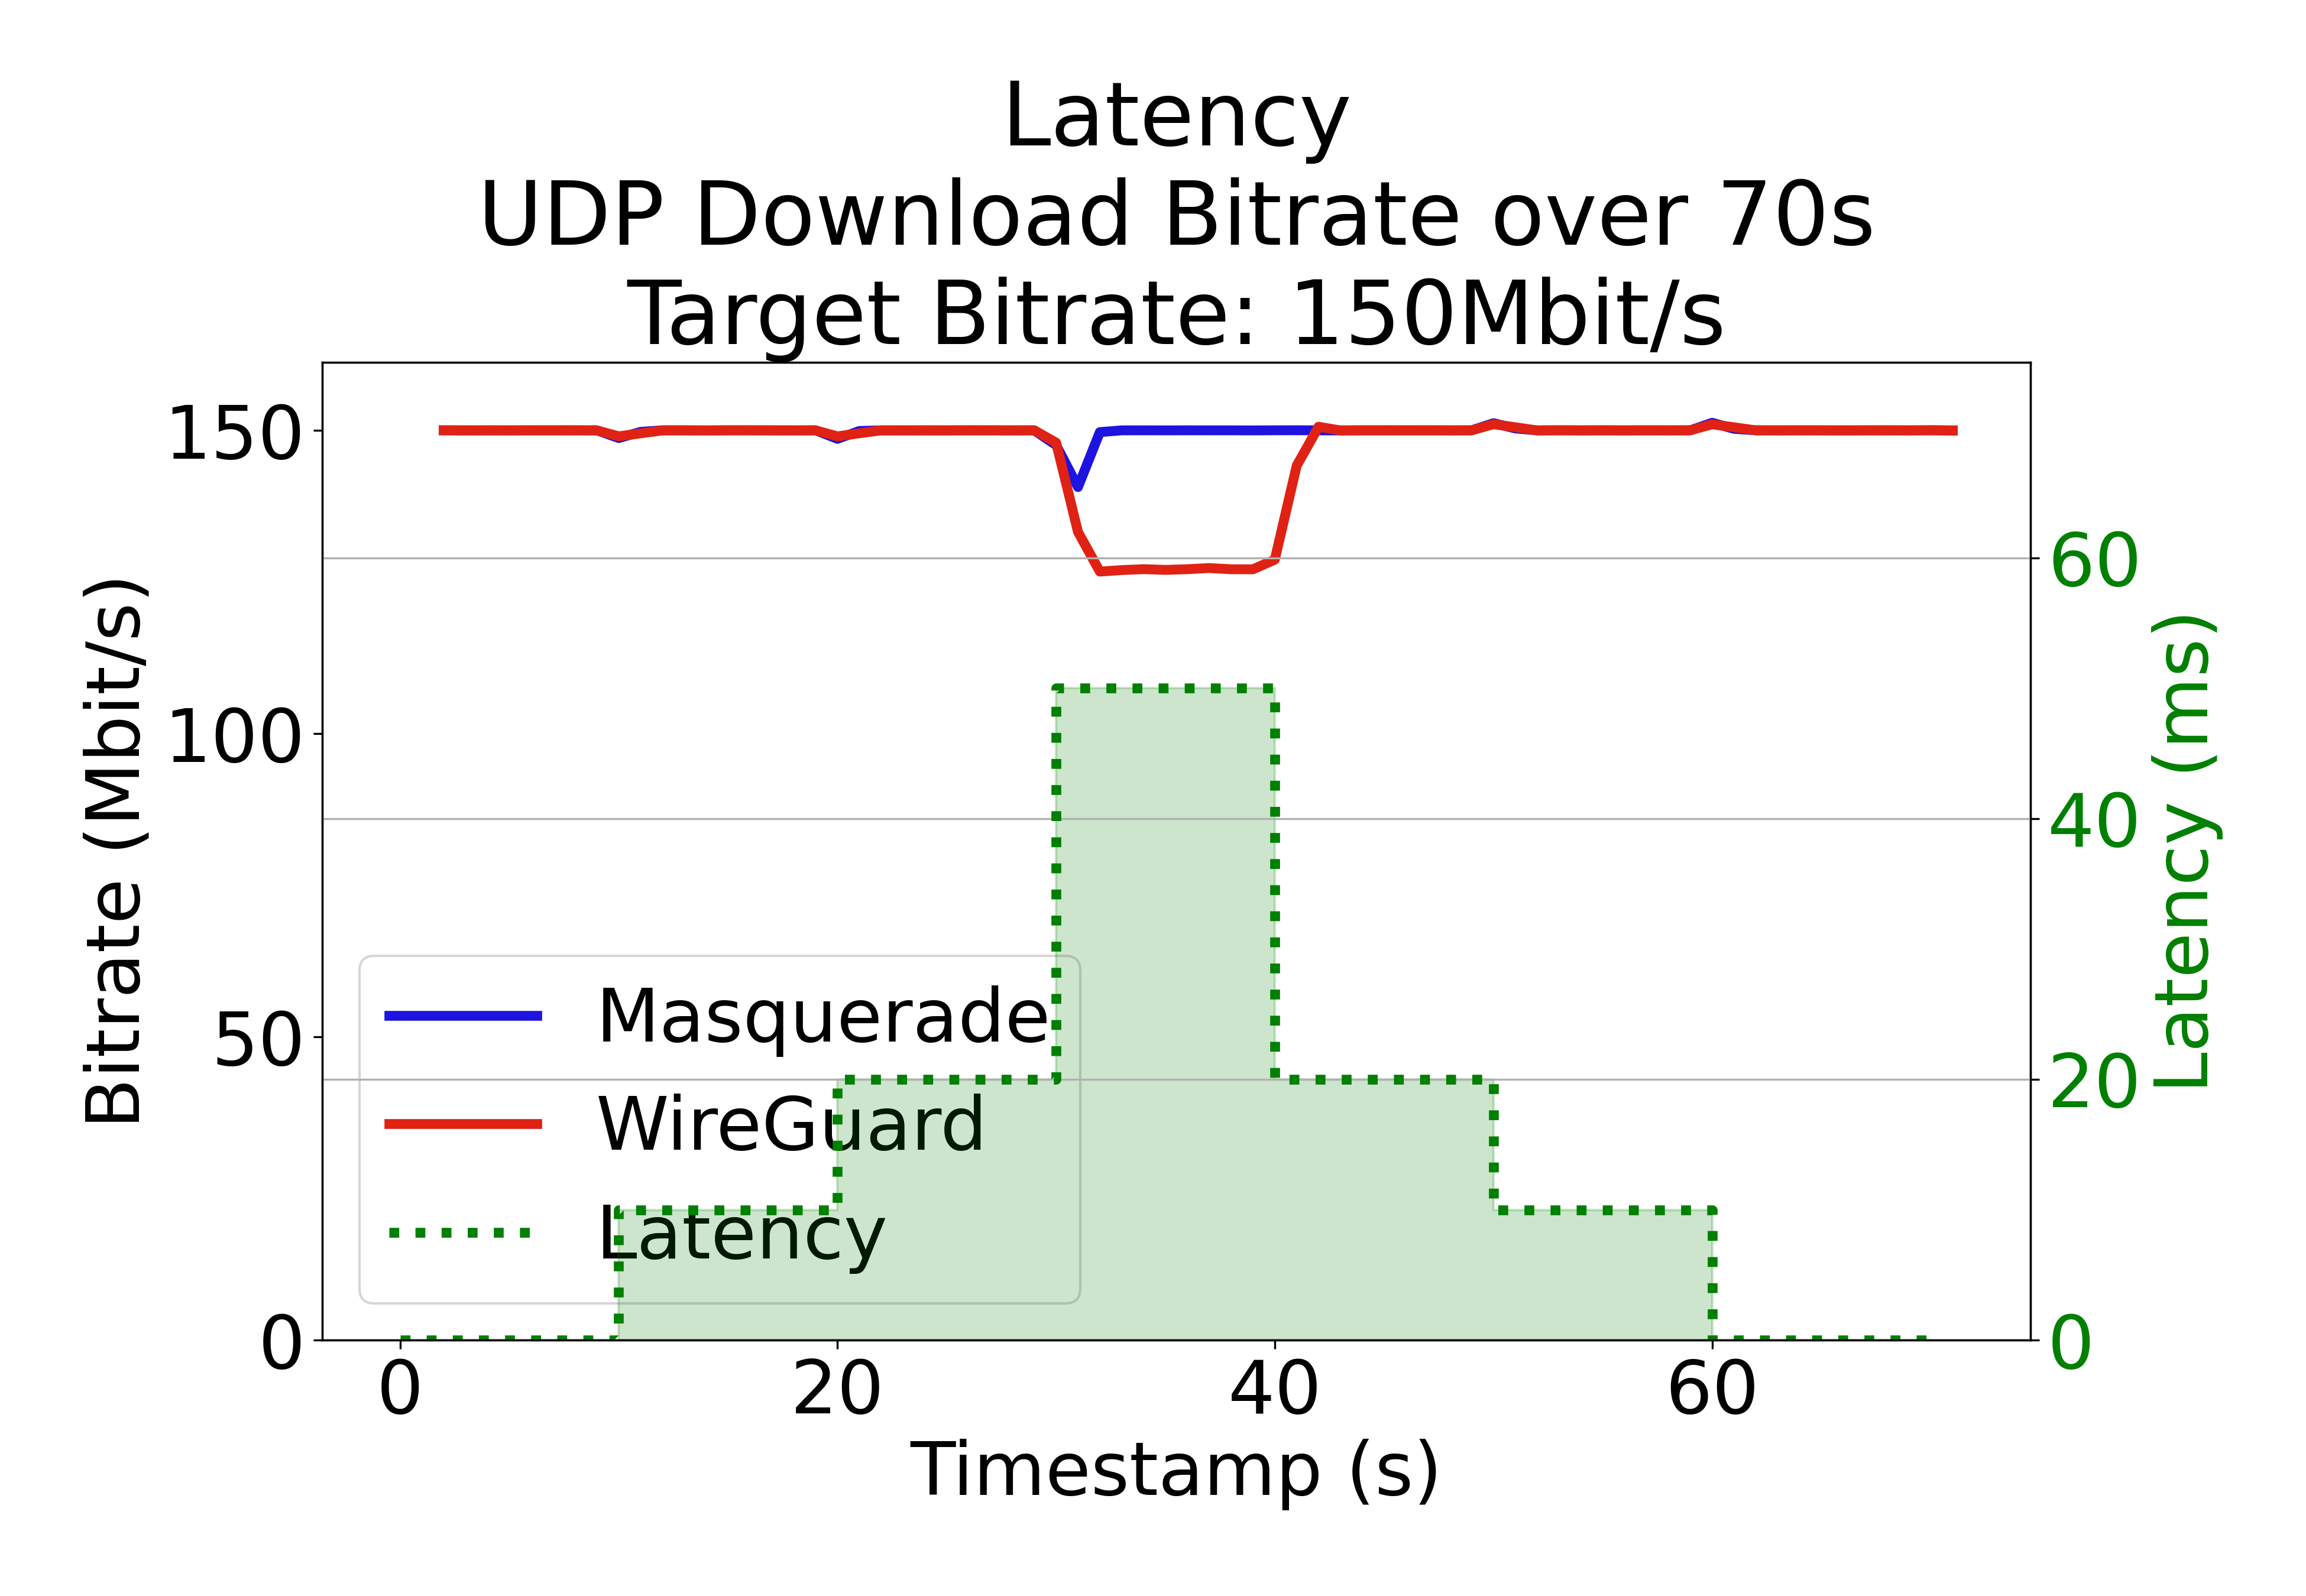 Latency
UDP Download Bitrate over 70s
Target Bitrate: 150Mbit/s
Bitrate (Mbit/s)
150
100
50
0
60
40
20
0
Latency (ms)
Masquerade
WireGuard
Latency
0 20 40 60
Timestamp (s)